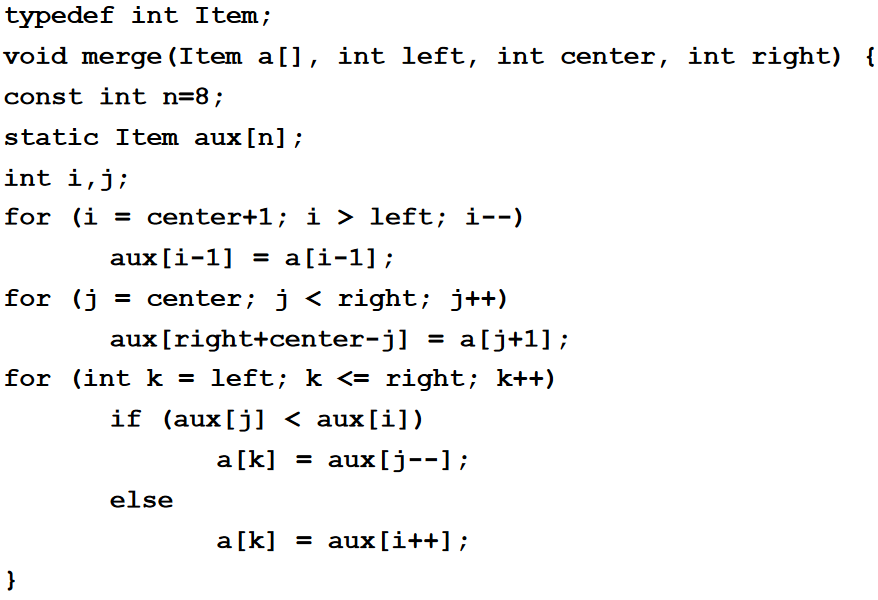 typedef int Item;
void merge(Item a[], int left, int center, int right) {
const int n=8;
static Item aux[n];
int i,j;
for (i = center+1; i > left; i--)
aux[i-1] = a[i-1];
for (j = center; j < right; j++)
aux[right+center-j] = a[j+1];
for (int k = left; k <= right; k++)
if (aux[j] < aux[i])
a[k] = aux[j--];
else
a[k] = aux[i++];
}